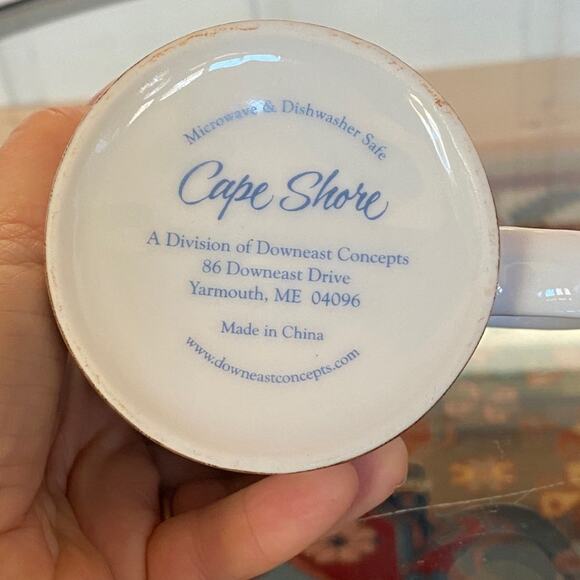 Microwave & Dishwasher Safe
Cape Shore
A Division of Downeast Concepts
86 Downeast Drive
Yarmouth, ME 04096
Made in China
www.downeastconcepts.com